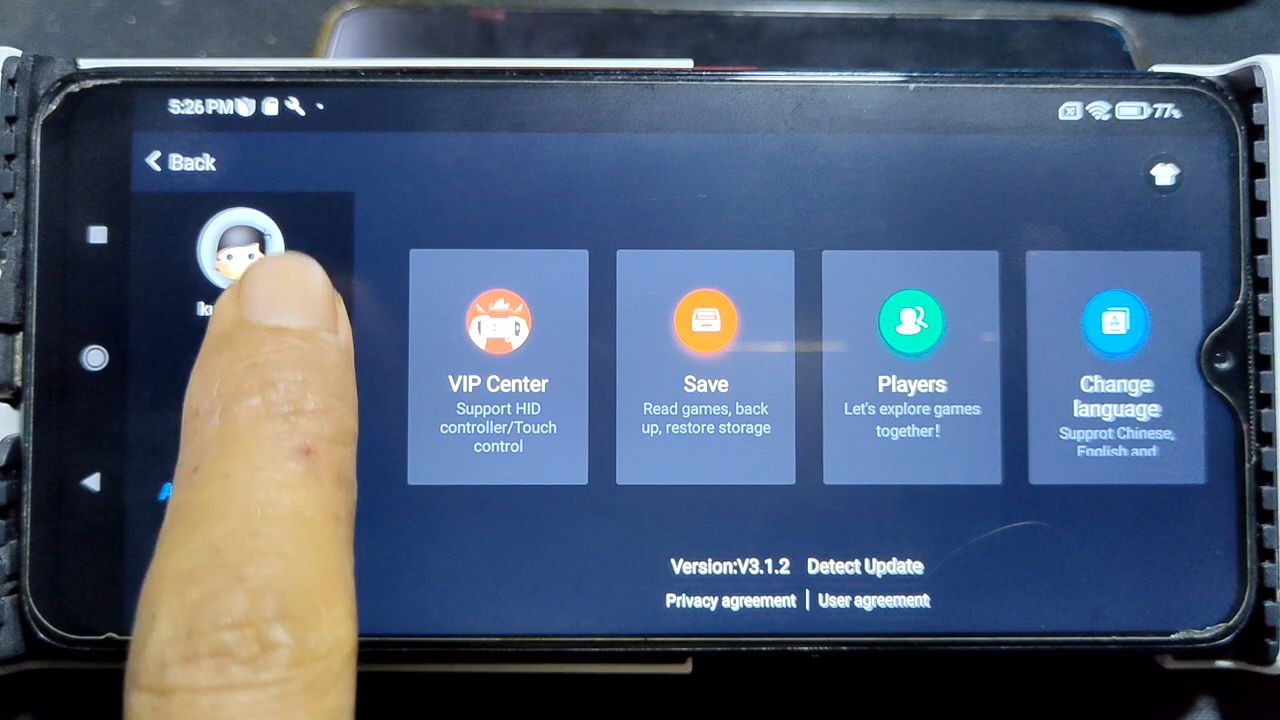 5:26 PM
77%
Back
VIP Center
Support HID
controller/Touch
control
Save
Read games, back
up, restore storage
Players
Let's explore games
together!
Change
language
Supprot Chinese,
English and
Version:V3.1.2 Detect Update
Privacy agreement | User agreement